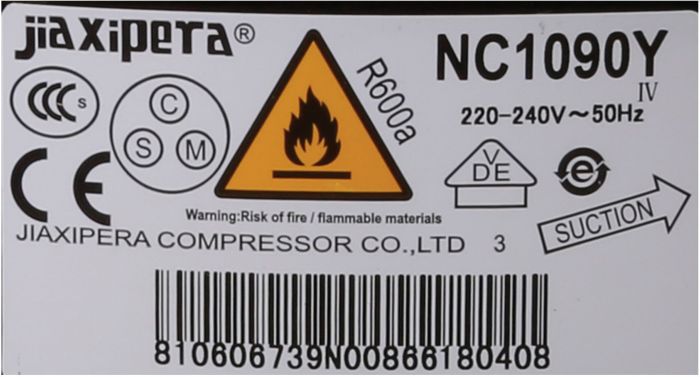 jiaxipera®
NC1090Y
IV
R600a
220-240V~50Hz
CCC S
C
S M
VDE
e
CE
SUCTION
Warning:Risk of fire / flammable materials
JIAXIPERA COMPRESSOR CO.,LTD 3
810606739N00866180408